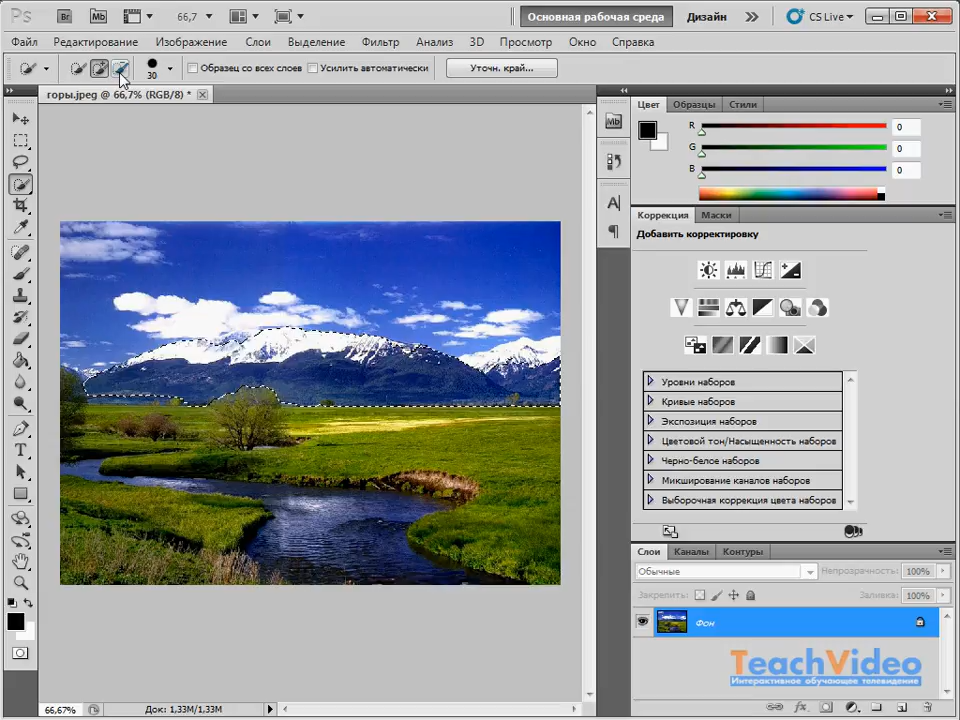 Ps Br Mb 66,7 Основная рабочая среда Дизайн CS Live
Файл Редактирование Изображение Слои Выделение Фильтр Анализ 3D Просмотр Окно Справка
30 Образец со всех слоев Усилить автоматически Уточн. край...
горы.jpeg @ 66,7% (RGB/8) *
Цвет Образцы Стили
Mb
R 0
G 0
B 0
A
T
Коррекция Маски
Добавить корректировку
Уровни наборов
Кривые наборов
Экспозиция наборов
Цветовой тон/Насыщенность наборов
Черно-белое наборов
Микширование каналов наборов
Выборочная коррекция цвета наборов
Слои Каналы Контуры
Обычные Непрозрачность: 100%
Закрепить: Заливка: 100%
Фон
TeachVideo
Интерактивное обучающее телевидение
66,67% Док: 1,33M/1,33M
fx